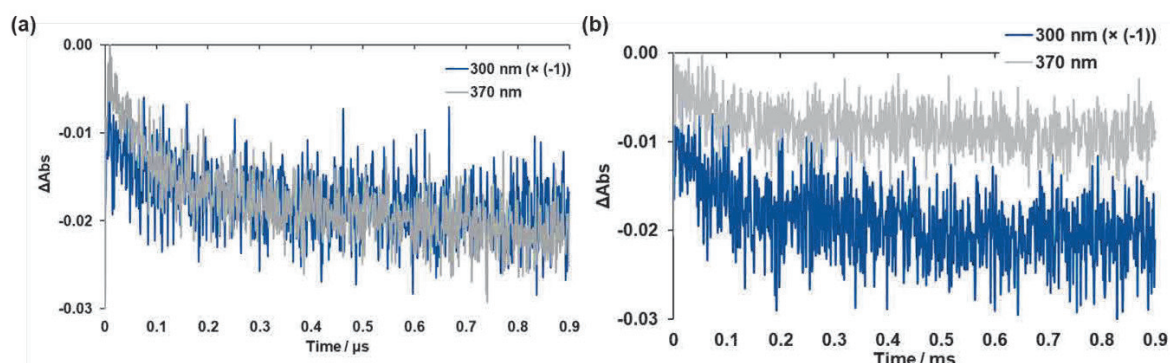 (a)
0.00
-0.01
-0.02
-0.03
ΔAbs
300 nm (× (-1))
370 nm
0 0.1 0.2 0.3 0.4 0.5 0.6 0.7 0.8 0.9
Time / µs
(b)
0.00
-0.01
-0.02
-0.03
ΔAbs
300 nm (× (-1))
370 nm
0 0.1 0.2 0.3 0.4 0.5 0.6 0.7 0.8 0.9
Time / ms